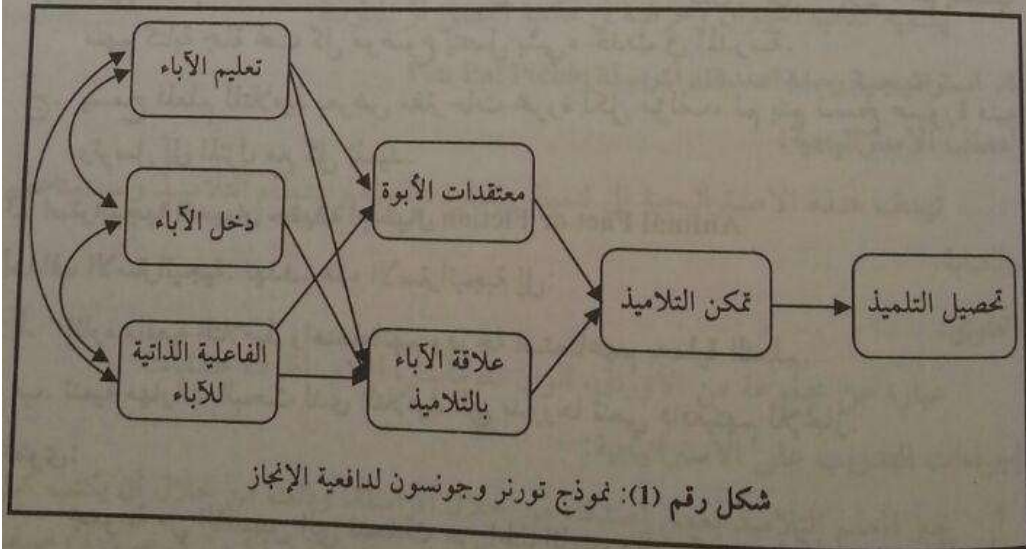 تعليم الآباء
دخل الآباء
الفاعلية الذاتية
للآباء
معتقدات الأبوة
علاقة الآباء
بالتلاميذ
تمكن التلاميذ
تحصيل التلميذ
شكل رقم (1): نموذج تورنر وجونسون لدافعية الإنجاز